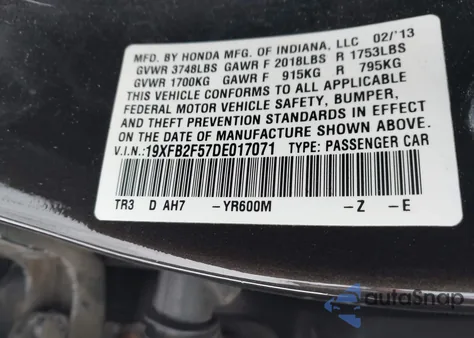 MFD. BY HONDA MFG. OF INDIANA, LLC 02/'13
GVWR 3748LBS GAWR F 2018LBS R 1753LBS
GVWR 1700KG GAWR F 915KG R 795KG
THIS VEHICLE CONFORMS TO ALL APPLICABLE
FEDERAL MOTOR VEHICLE SAFETY, BUMPER,
AND THEFT PREVENTION STANDARDS IN EFFECT
ON THE DATE OF MANUFACTURE SHOWN ABOVE.
V.I.N.:19XFB2F57DE017071 TYPE: PASSENGER CAR
TR3 D AH7 -YR600M -Z -E
autoSnap